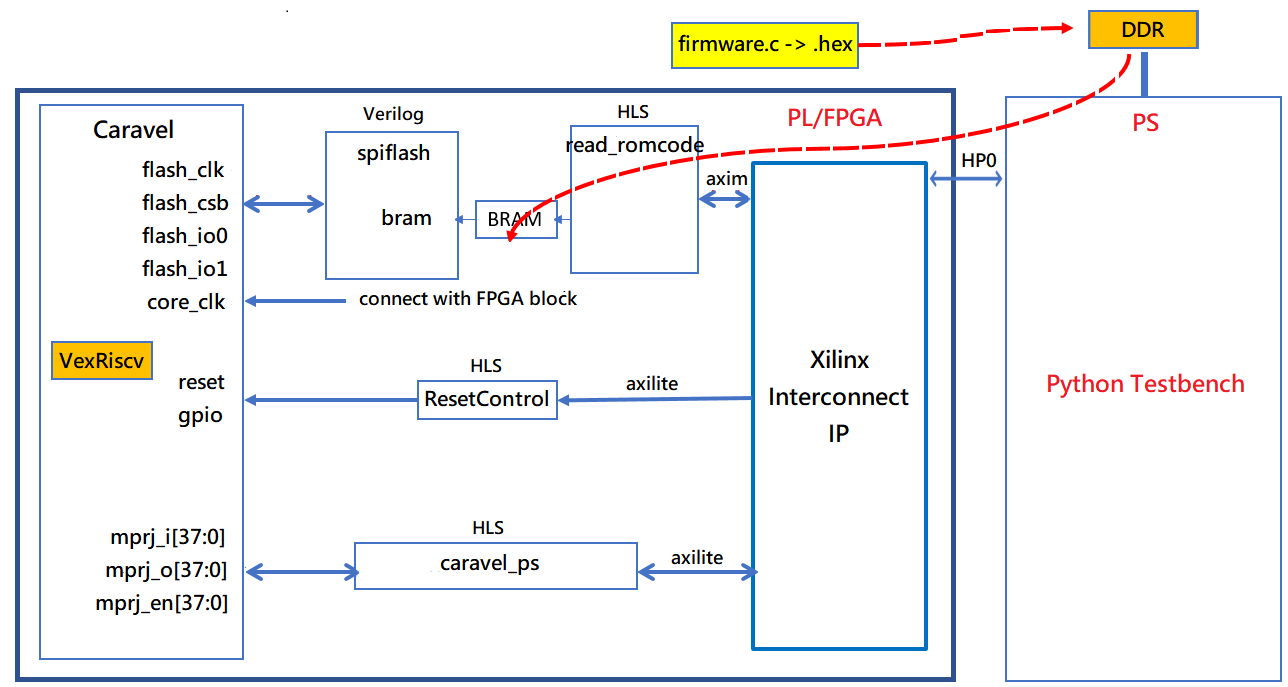 firmware.c -> .hex
DDR
PL/FPGA
PS
Caravel
Verilog
HLS
flash_clk
flash_csb
flash_io0
flash_io1
core_clk
spiflash
bram
BRAM
read_romcode
axim
HP0
connect with FPGA block
VexRiscv
reset
gpio
HLS
ResetControl
axilite
Xilinx
Interconnect
IP
Python Testbench
mprj_i[37:0]
mprj_o[37:0]
mprj_en[37:0]
HLS
caravel_ps
axilite